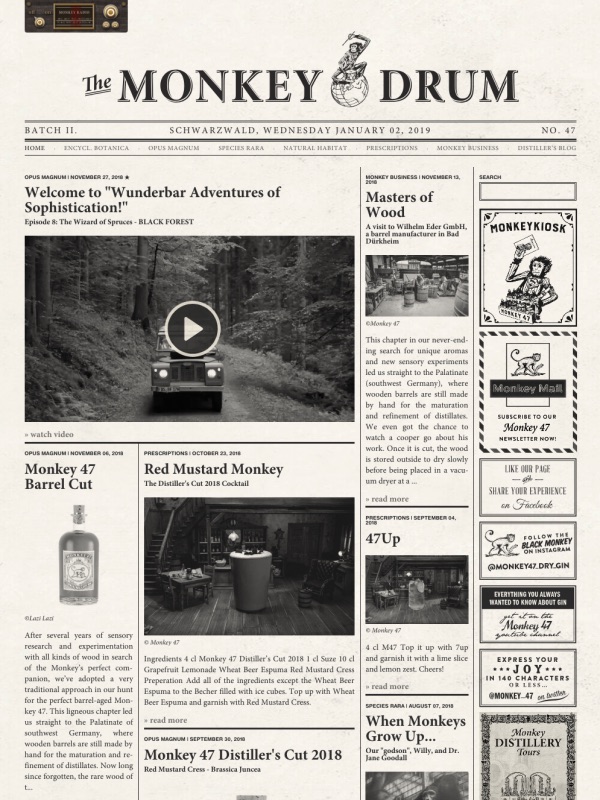 The MONKEY DRUM
BATCH II.
SCHWARZWALD, WEDNESDAY JANUARY 02, 2019
NO. 47
HOME · ENCYCL. BOTANICA · OPUS MAGNUM · SPECIES RARA · NATURAL HABITAT · PRESCRIPTIONS · MONKEY BUSINESS · DISTILLER'S BLOG
OPUS MAGNUM | NOVEMBER 27, 2018 ★
Welcome to "Wunderbar Adventures of
Sophistication!"
Episode 8: The Wizard of Spruces - BLACK FOREST
» watch video
OPUS MAGNUM | NOVEMBER 06, 2018
Monkey 47
Barrel Cut
©Lazi Lazi
After several years of sensory
research and experimentation
with all kinds of wood in search
of the Monkey's perfect com-
panion, we've adopted a very
traditional approach in our hunt
for the perfect barrel-aged Mon-
key 47. This ligneous chapter led
us straight to the Palatinate of
southwest Germany, where
wooden barrels are still made by
hand for the maturation and re-
finement of distillates. Now long
since forgotten, the rare wood of
t...
PRESCRIPTIONS | OCTOBER 23, 2018
Red Mustard Monkey
The Distiller's Cut 2018 Cocktail
© Monkey 47
Ingredients 4 cl Monkey 47 Distiller's Cut 2018 1 cl Suze 10 cl
Grapefruit Lemonade Wheat Beer Espuma Red Mustard Cress
Preperation Add all of the ingredients except the Wheat Beer
Espuma to the Becher filled with ice cubes. Top up with Wheat
Beer Espuma and garnish with Red Mustard Cress.
» read more
OPUS MAGNUM | SEPTEMBER 30, 2018
Monkey 47 Distiller's Cut 2018
Red Mustard Cress - Brassica Juncea
MONKEY BUSINESS | NOVEMBER 13,
2018
Masters of
Wood
A visit to Wilhelm Eder GmbH,
a barrel manufacturer in Bad
Dürkheim
©Monkey 47
This chapter in our never-end-
ing search for unique aromas
and new sensory experiments
led us straight to the Palatinate
(southwest Germany), where
wooden barrels are still made
by hand for the maturation
and refinement of distillates.
We even got the chance to
watch a cooper go about his
work. Once it is cut, the wood
is stored outside to dry slowly
before being placed in a vacu-
um dryer at a ...
» read more
PRESCRIPTIONS | SEPTEMBER 04,
2018
47Up
© Monkey 47
4 cl M47 Top it up with 7up
and garnish it with a lime slice
and lemon zest. Cheers!
» read more
SPECIES RARA | AUGUST 07, 2018
When Monkeys
Grow Up...
Our "godson", Willy, and Dr.
Jane Goodall
SEARCH
MONKEYKIOSK
MONKEY 47
Monkey Mail
SUBSCRIBE TO OUR
Monkey 47
NEWSLETTER NOW!
LIKE OUR PAGE
SHARE YOUR EXPERIENCE
on Facebook
FOLLOW THE
BLACK MONKEY
ON INSTAGRAM
@MONKEY47.DRY.GIN
EVERYTHING YOU ALWAYS
WANTED TO KNOW ABOUT GIN
get it on the
Monkey 47
youtube channel
EXPRESS YOUR
JOY
IN 140 CHARACTERS
OR LESS...
@MONKEY_47 on twitter
Monkey
DISTILLERY
Tours